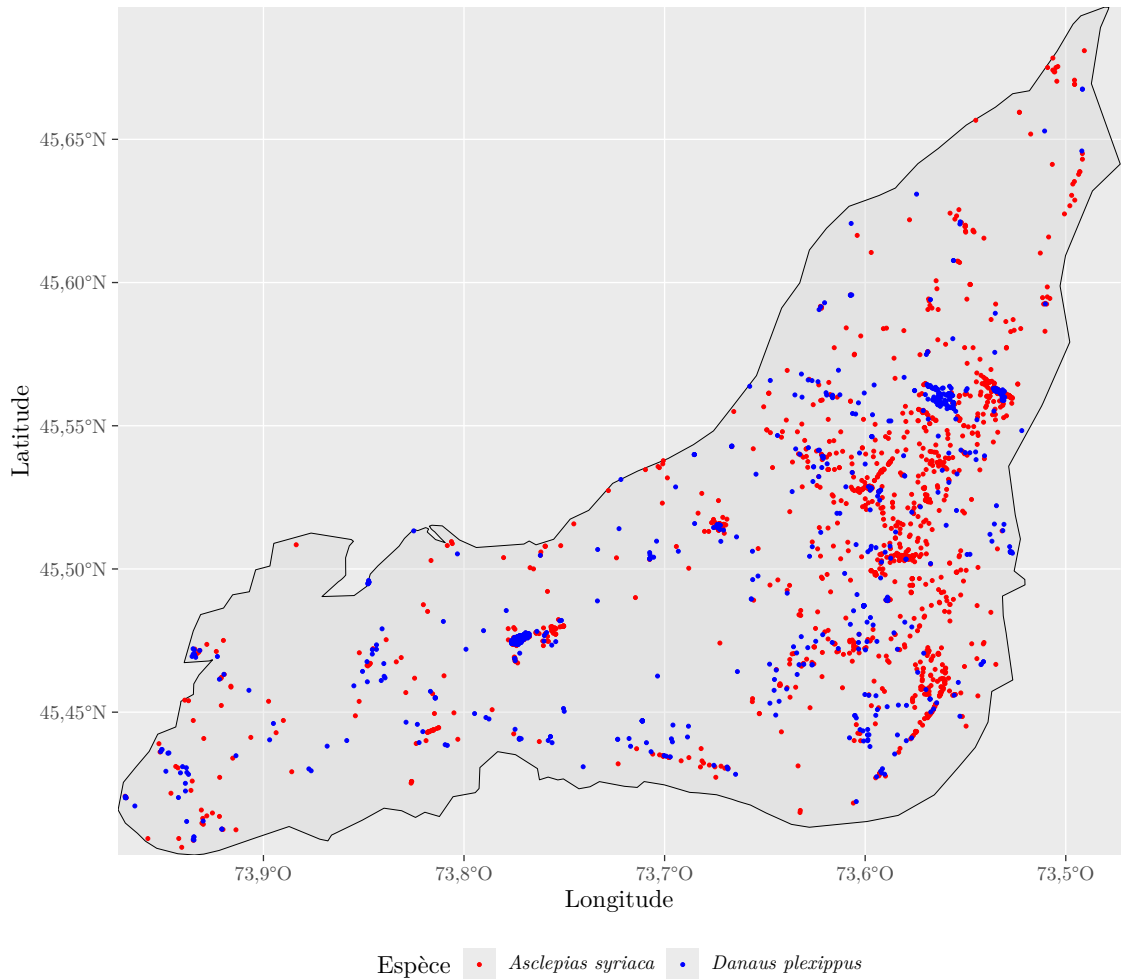 45,65°N
45,60°N
45,55°N
45,50°N
45,45°N
Latitude
73,9°O
73,8°O
73,7°O
73,6°O
73,5°O
Longitude
Espèce Asclepias syriaca Danaus plexippus